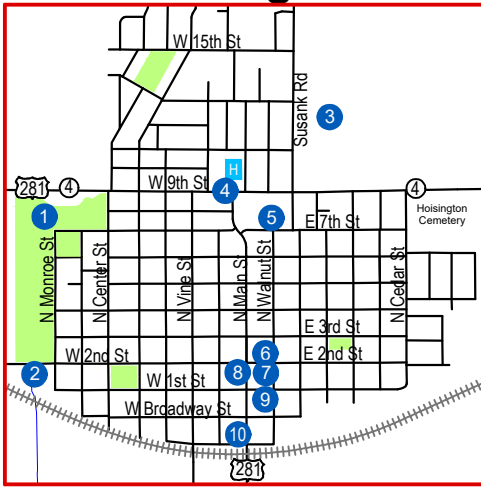 W 15th St
Susank Rd
3
H
281
4
W 9th St
4
4
1
5
E 7th St
Hoisington
Cemetery
N Monroe St
N Center St
N Vine St
N Main St
N Walnut St
N Cedar St
E 3rd St
W 2nd St
6
E 2nd St
2
W 1st St
8
7
W Broadway St
9
10
281